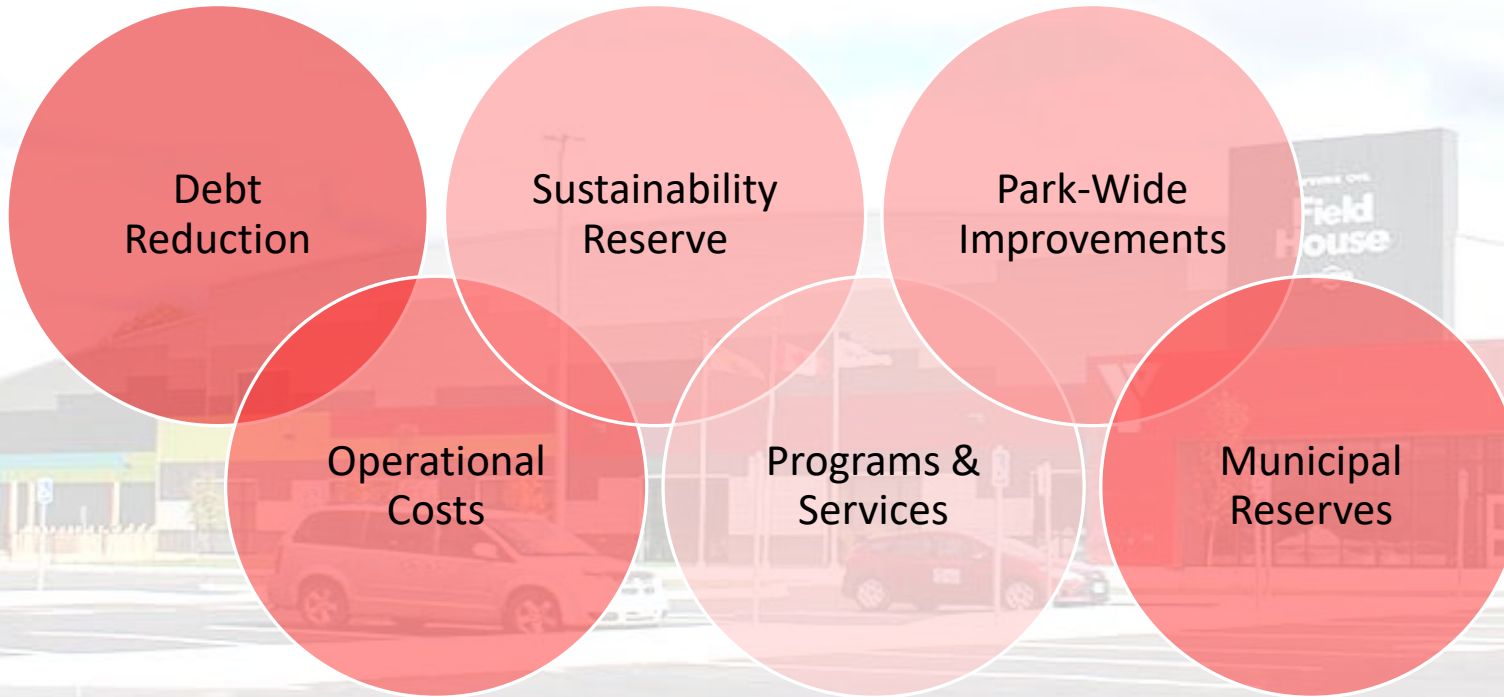 Debt
Reduction
Sustainability
Reserve
Park-Wide
Improvements
Field
House
Operational
Costs
Programs &
Services
Municipal
Reserves